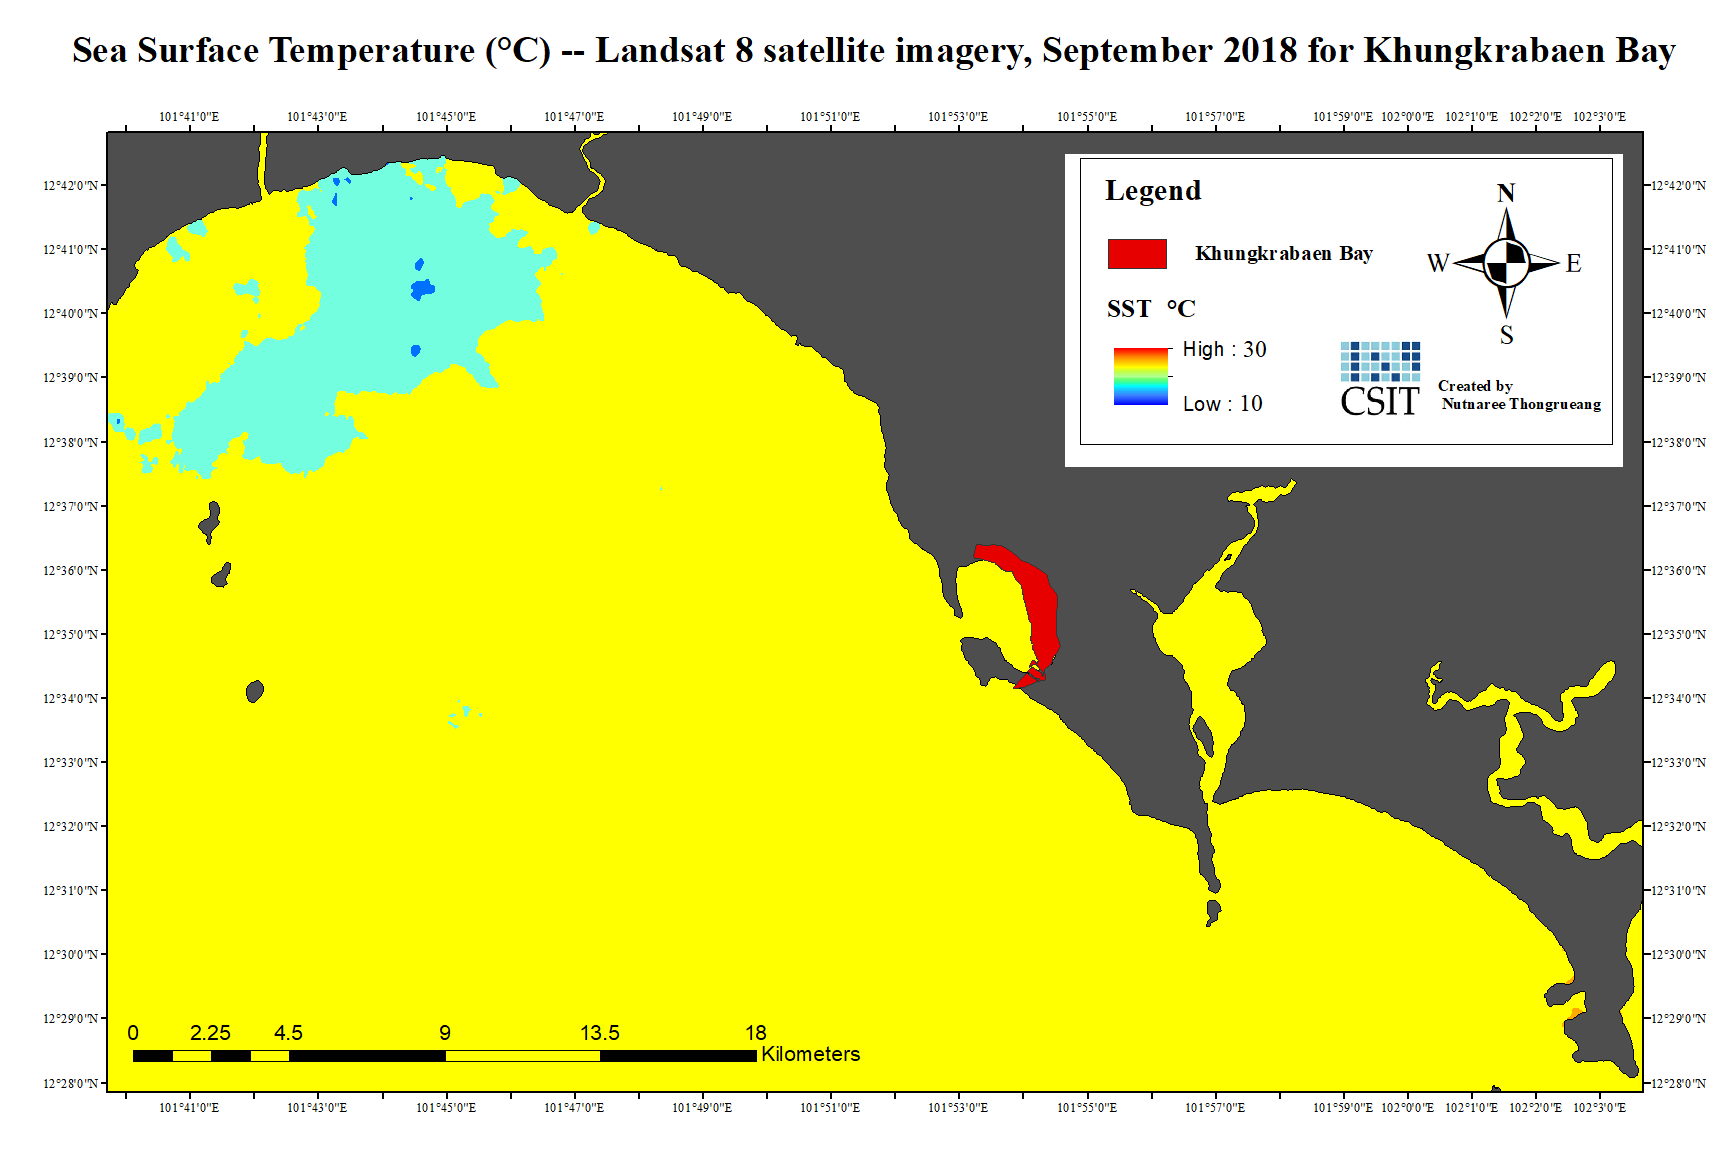 Sea Surface Temperature (°C) -- Landsat 8 satellite imagery, September 2018 for Khungkrabaen Bay
101°41'0"E 101°43'0"E 101°45'0"E 101°47'0"E 101°49'0"E 101°51'0"E 101°53'0"E 101°55'0"E 101°57'0"E 101°59'0"E 102°0'0"E 102°1'0"E 102°2'0"E 102°3'0"E
12°42'0"N 12°42'0"N
12°41'0"N 12°41'0"N
12°40'0"N 12°40'0"N
12°39'0"N 12°39'0"N
12°38'0"N 12°38'0"N
12°37'0"N 12°37'0"N
12°36'0"N 12°36'0"N
12°35'0"N 12°35'0"N
12°34'0"N 12°34'0"N
12°33'0"N 12°33'0"N
12°32'0"N 12°32'0"N
12°31'0"N 12°31'0"N
12°30'0"N 12°30'0"N
12°29'0"N 12°29'0"N
12°28'0"N 12°28'0"N
Legend
Khungkrabaen Bay
SST °C
High : 30
Low : 10
N
W E
S
CSIT
Created by
Nutnaree Thongrueang
0 2.25 4.5 9 13.5 18
Kilometers
101°41'0"E 101°43'0"E 101°45'0"E 101°47'0"E 101°49'0"E 101°51'0"E 101°53'0"E 101°55'0"E 101°57'0"E 101°59'0"E 102°0'0"E 102°1'0"E 102°2'0"E 102°3'0"E